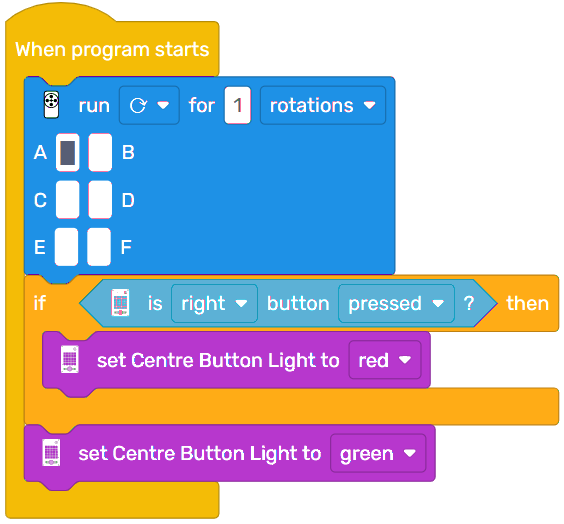 When program starts
run for 1 rotations
A B
C D
E F
if is right button pressed ? then
set Centre Button Light to red
set Centre Button Light to green